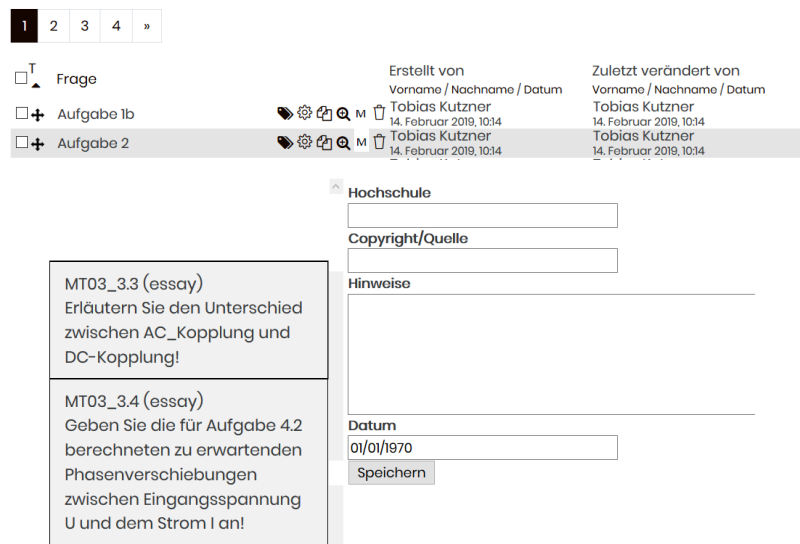 1 2 3 4 »
T
Frage
Erstellt von
Vorname / Nachname / Datum
Zuletzt verändert von
Vorname / Nachname / Datum
Aufgabe 1b M Tobias Kutzner Tobias Kutzner
14. Februar 2019, 10:14 14. Februar 2019, 10:14
Aufgabe 2 M Tobias Kutzner Tobias Kutzner
14. Februar 2019, 10:14 14. Februar 2019, 10:14
MT03_3.3 (essay)
Erläutern Sie den Unterschied
zwischen AC_Kopplung und
DC-Kopplung!
MT03_3.4 (essay)
Geben Sie die für Aufgabe 4.2
berechneten zu erwartenden
Phasenverschiebungen
zwischen Eingangsspannung
U und dem Strom I an!
Hochschule
Copyright/Quelle
Hinweise
Datum
01/01/1970
Speichern